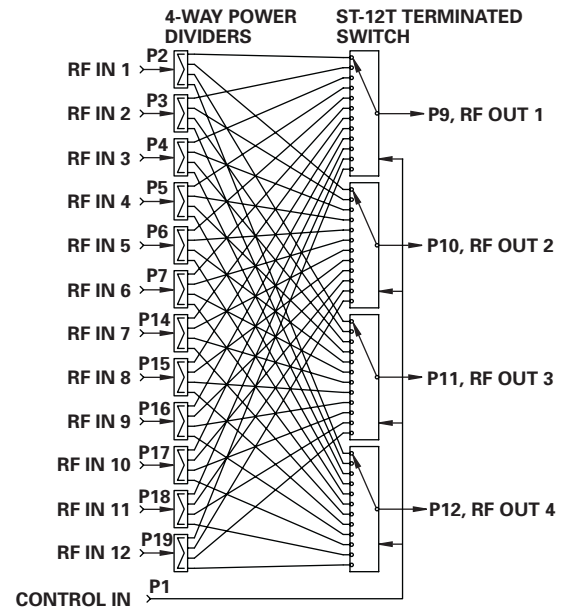 4-WAY POWER
DIVIDERS
ST-12T TERMINATED
SWITCH
P2
RF IN 1
P3
RF IN 2
P4
RF IN 3
P5
RF IN 4
P6
RF IN 5
P7
RF IN 6
P14
RF IN 7
P15
RF IN 8
P16
RF IN 9
P17
RF IN 10
P18
RF IN 11
P19
RF IN 12
P1
CONTROL IN
P9, RF OUT 1
P10, RF OUT 2
P11, RF OUT 3
P12, RF OUT 4